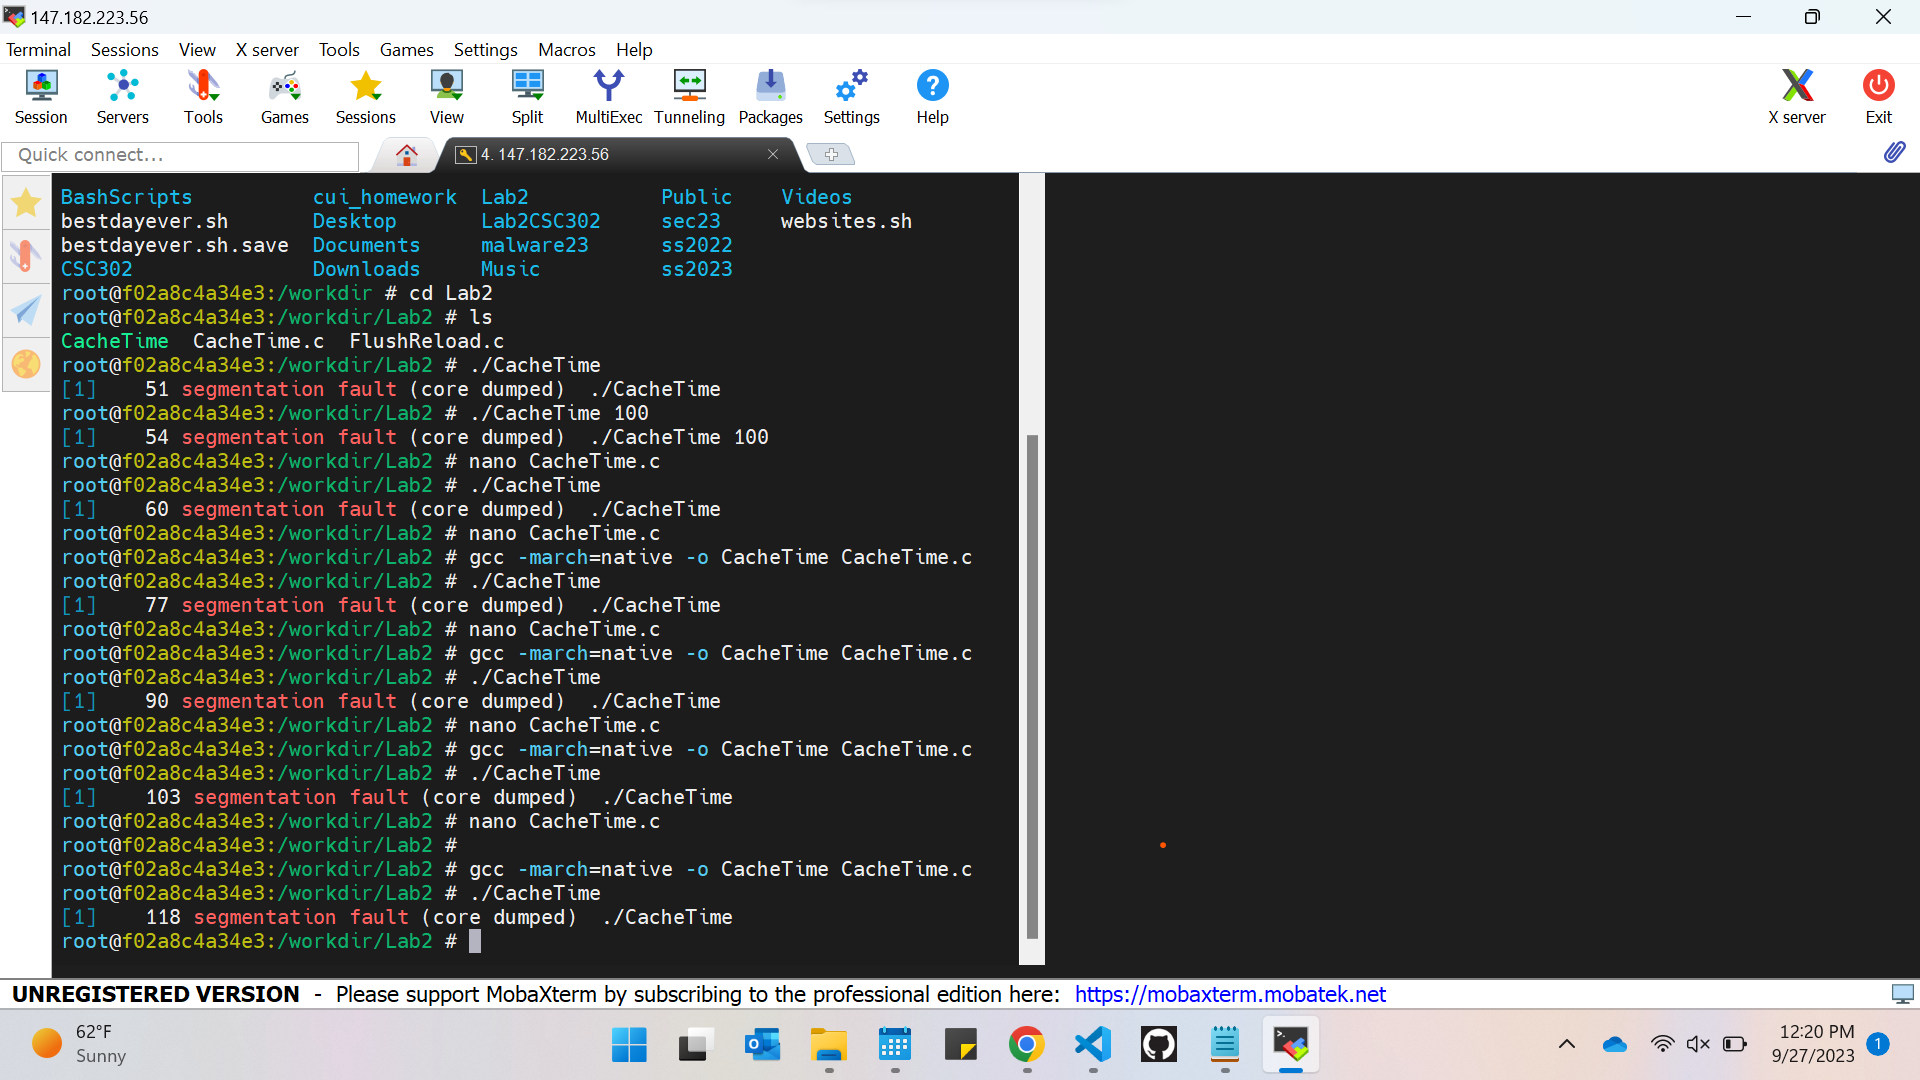 147.182.223.56
Terminal Sessions View X server Tools Games Settings Macros Help
Session Servers Tools Games Sessions View Split MultiExec Tunneling Packages Settings Help X server Exit
Quick connect...
4. 147.182.223.56
BashScripts cui_homework Lab2 Public Videos
bestdayever.sh Desktop Lab2CSC302 sec23 websites.sh
bestdayever.sh.save Documents malware23 ss2022
CSC302 Downloads Music ss2023
root@f02a8c4a34e3:/workdir # cd Lab2
root@f02a8c4a34e3:/workdir/Lab2 # ls
CacheTime CacheTime.c FlushReload.c
root@f02a8c4a34e3:/workdir/Lab2 # ./CacheTime
[1] 51 segmentation fault (core dumped) ./CacheTime
root@f02a8c4a34e3:/workdir/Lab2 # ./CacheTime 100
[1] 54 segmentation fault (core dumped) ./CacheTime 100
root@f02a8c4a34e3:/workdir/Lab2 # nano CacheTime.c
root@f02a8c4a34e3:/workdir/Lab2 # ./CacheTime
[1] 60 segmentation fault (core dumped) ./CacheTime
root@f02a8c4a34e3:/workdir/Lab2 # nano CacheTime.c
root@f02a8c4a34e3:/workdir/Lab2 # gcc -march=native -o CacheTime CacheTime.c
root@f02a8c4a34e3:/workdir/Lab2 # ./CacheTime
[1] 77 segmentation fault (core dumped) ./CacheTime
root@f02a8c4a34e3:/workdir/Lab2 # nano CacheTime.c
root@f02a8c4a34e3:/workdir/Lab2 # gcc -march=native -o CacheTime CacheTime.c
root@f02a8c4a34e3:/workdir/Lab2 # ./CacheTime
[1] 90 segmentation fault (core dumped) ./CacheTime
root@f02a8c4a34e3:/workdir/Lab2 # nano CacheTime.c
root@f02a8c4a34e3:/workdir/Lab2 # gcc -march=native -o CacheTime CacheTime.c
root@f02a8c4a34e3:/workdir/Lab2 # ./CacheTime
[1] 103 segmentation fault (core dumped) ./CacheTime
root@f02a8c4a34e3:/workdir/Lab2 # nano CacheTime.c
root@f02a8c4a34e3:/workdir/Lab2 #
root@f02a8c4a34e3:/workdir/Lab2 # gcc -march=native -o CacheTime CacheTime.c
root@f02a8c4a34e3:/workdir/Lab2 # ./CacheTime
[1] 118 segmentation fault (core dumped) ./CacheTime
root@f02a8c4a34e3:/workdir/Lab2 #
UNREGISTERED VERSION - Please support MobaXterm by subscribing to the professional edition here: https://mobaxterm.mobatek.net
62°F
Sunny
12:20 PM
9/27/2023
1